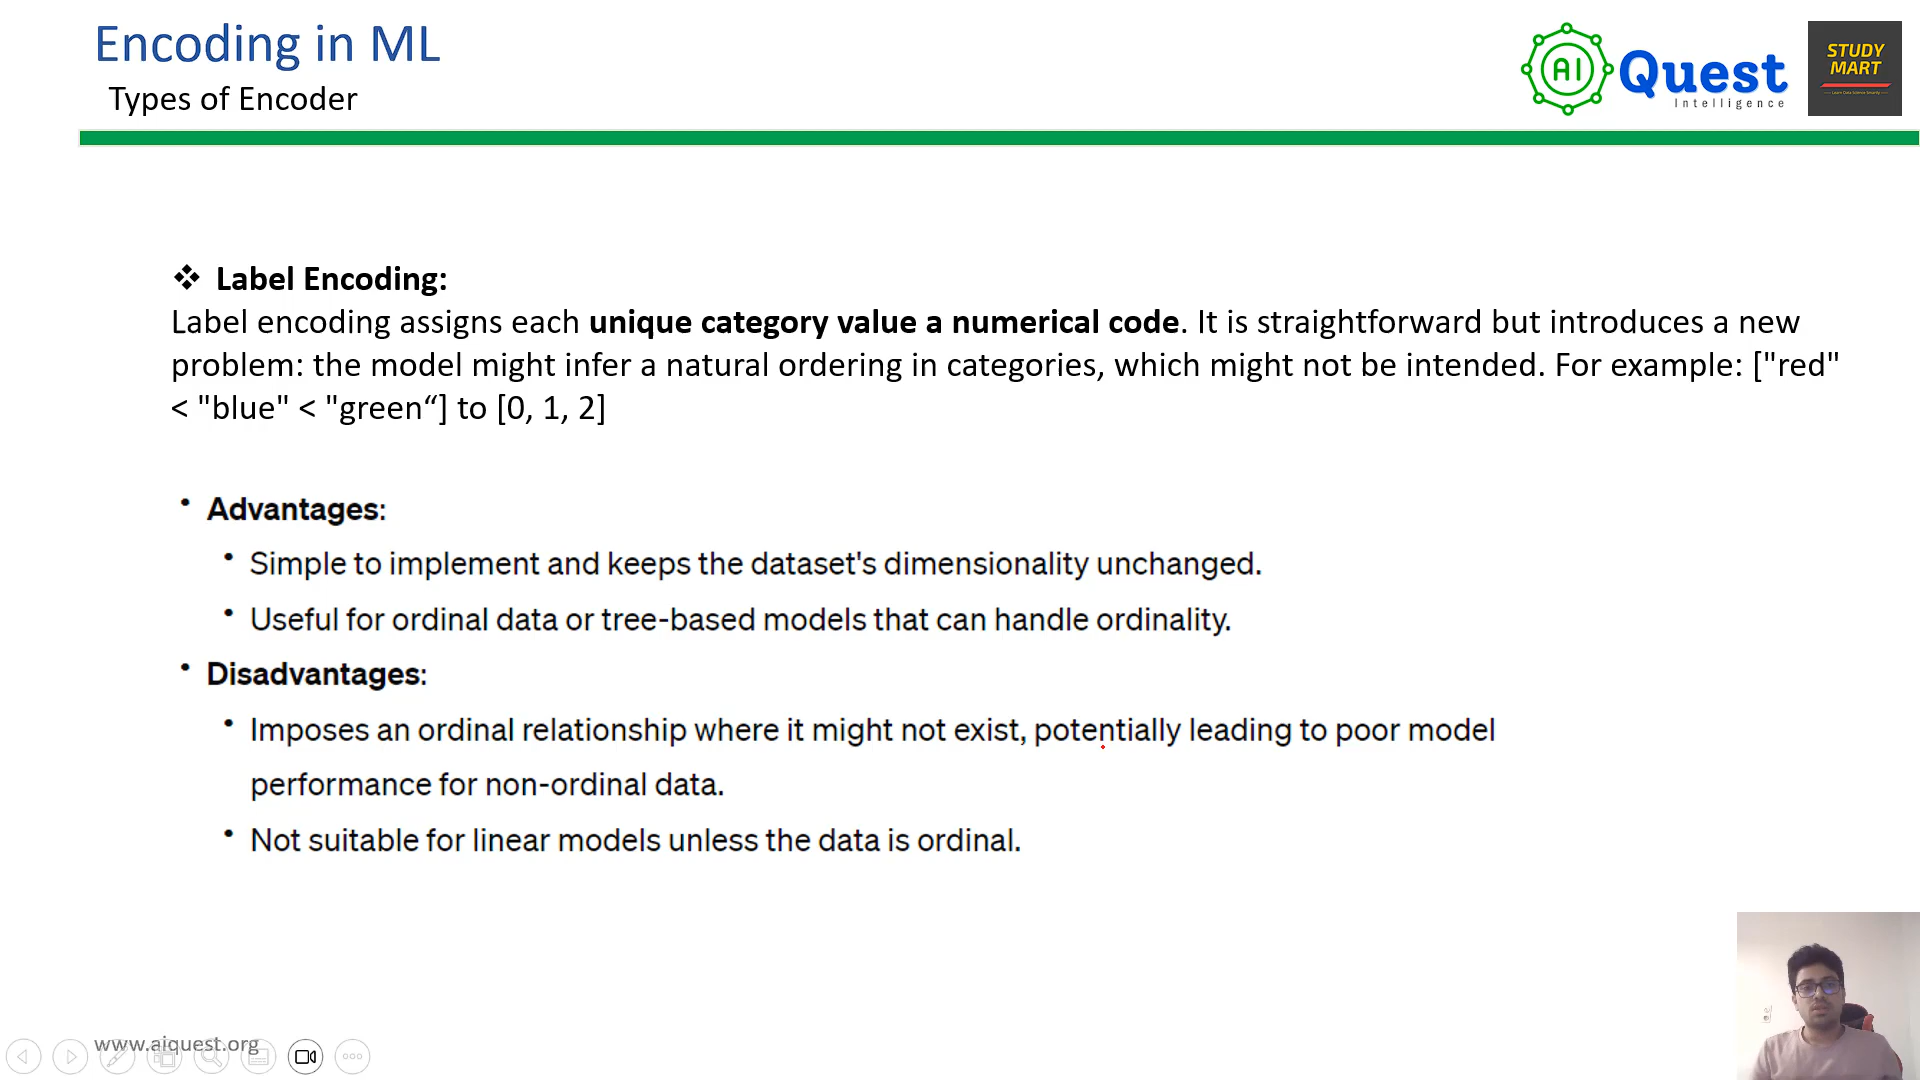 Encoding in ML
Types of Encoder
AI Quest
Intelligence
STUDY
MART
Learn Data Science Smartly
❖ Label Encoding:
Label encoding assigns each unique category value a numerical code. It is straightforward but introduces a new
problem: the model might infer a natural ordering in categories, which might not be intended. For example: ["red"
< "blue" < "green“] to [0, 1, 2]
• Advantages:
• Simple to implement and keeps the dataset's dimensionality unchanged.
• Useful for ordinal data or tree-based models that can handle ordinality.
• Disadvantages:
• Imposes an ordinal relationship where it might not exist, potentially leading to poor model
performance for non-ordinal data.
• Not suitable for linear models unless the data is ordinal.
www.aiquest.org